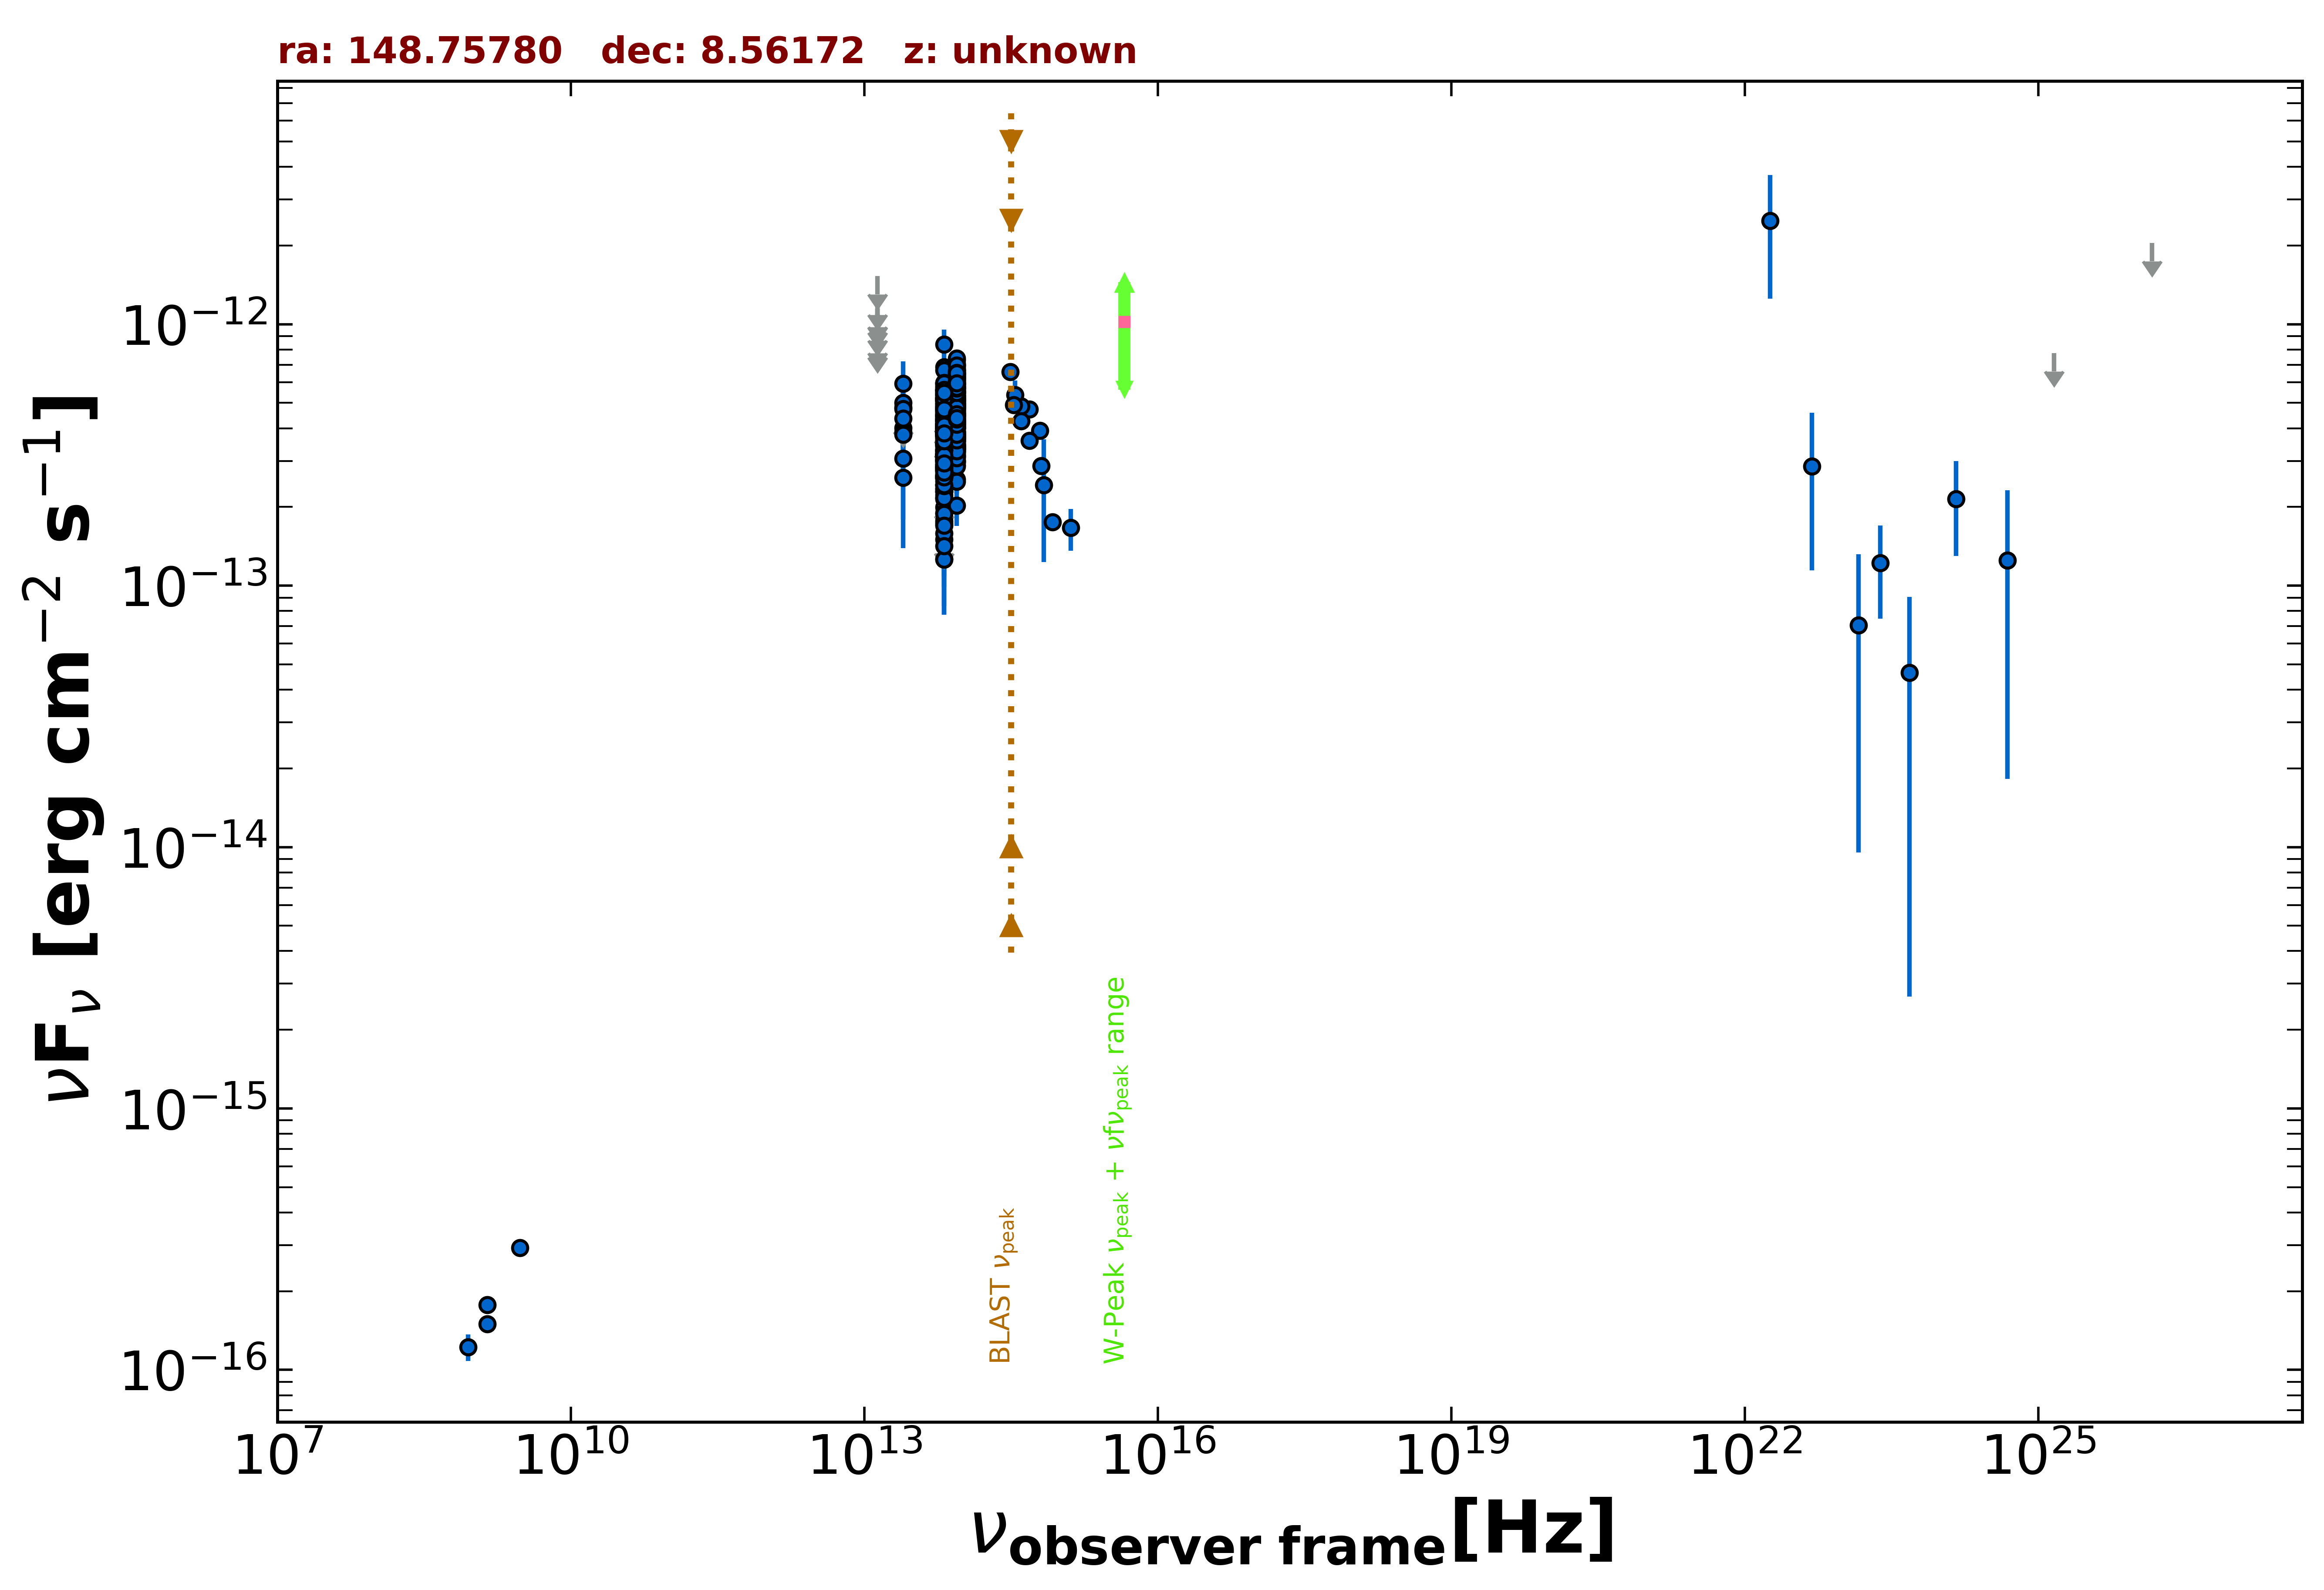 ra: 148.75780   dec: 8.56172   z: unknown
νFν [erg cm⁻² s⁻¹]
10⁻¹²
10⁻¹³
10⁻¹⁴
10⁻¹⁵
10⁻¹⁶
BLAST νpeak
W-Peak νpeak + νfνpeak range
10⁷ 10¹⁰ 10¹³ 10¹⁶ 10¹⁹ 10²² 10²⁵
νobserver frame[Hz]